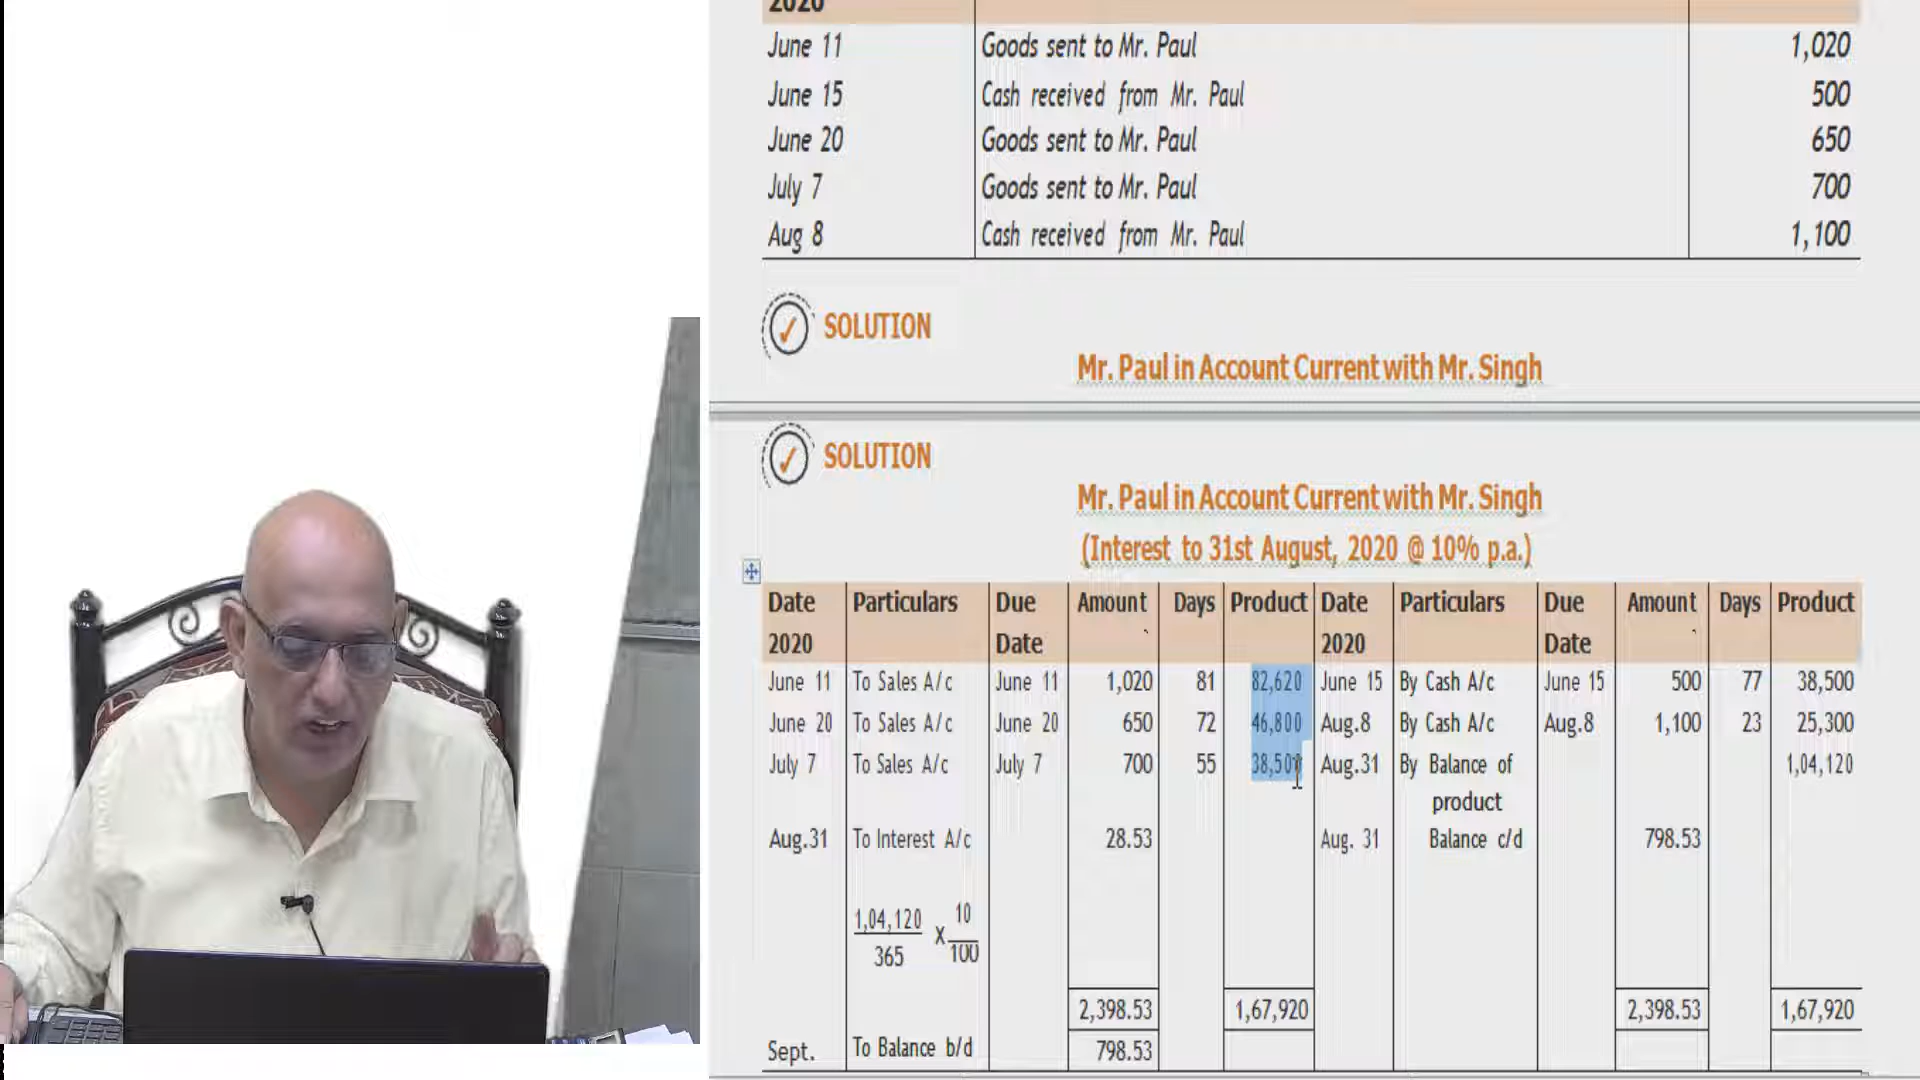 2020
June 11 Goods sent to Mr. Paul 1,020
June 15 Cash received from Mr. Paul 500
June 20 Goods sent to Mr. Paul 650
July 7 Goods sent to Mr. Paul 700
Aug 8 Cash received from Mr. Paul 1,100
SOLUTION
Mr. Paul in Account Current with Mr. Singh
SOLUTION
Mr. Paul in Account Current with Mr. Singh
(Interest to 31st August, 2020 @ 10% p.a.)
Date Particulars Due Amount Days Product Date Particulars Due Amount Days Product
2020 Date 2020 Date
June 11 To Sales A/c June 11 1,020 81 82,620 June 15 By Cash A/c June 15 500 77 38,500
June 20 To Sales A/c June 20 650 72 46,800 Aug.8 By Cash A/c Aug.8 1,100 23 25,300
July 7 To Sales A/c July 7 700 55 38,500 Aug.31 By Balance of 1,04,120
product
Aug.31 To Interest A/c 28.53 Aug. 31 Balance c/d 798.53
1,04,120 10
x
365 100
2,398.53 1,67,920 2,398.53 1,67,920
Sept. To Balance b/d 798.53